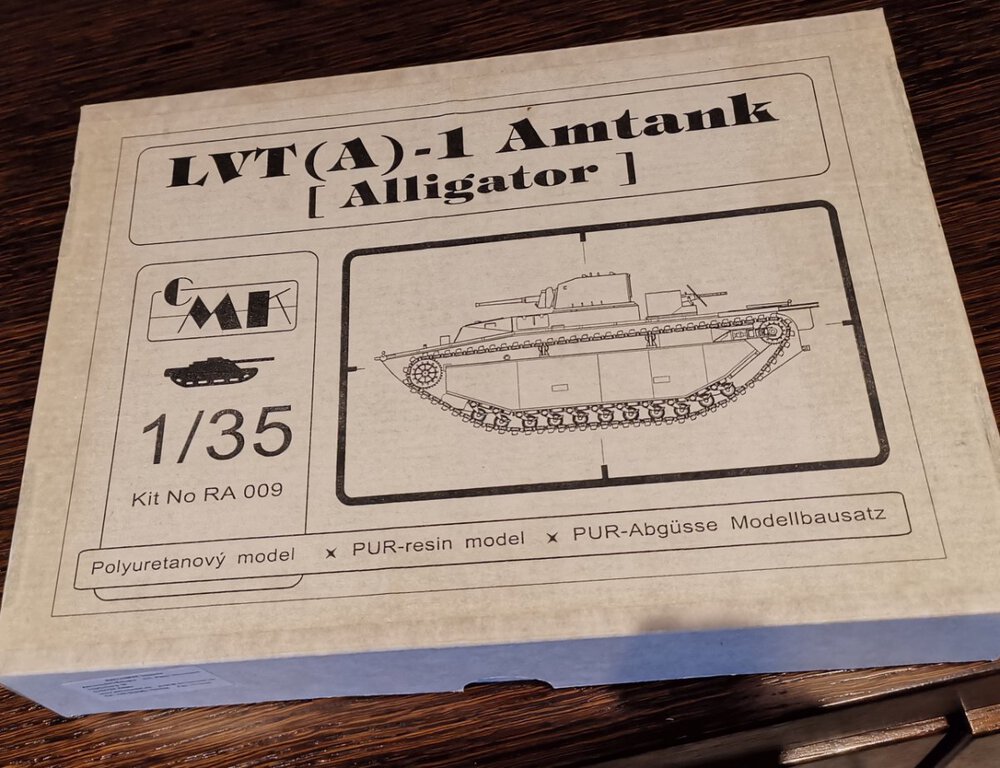 LVT(A)-1 Amtank
[ Alligator ]
CMK
1/35
Kit No RA 009
Polyuretanový model × PUR-resin model × PUR-Abgüsse Modellbausatz